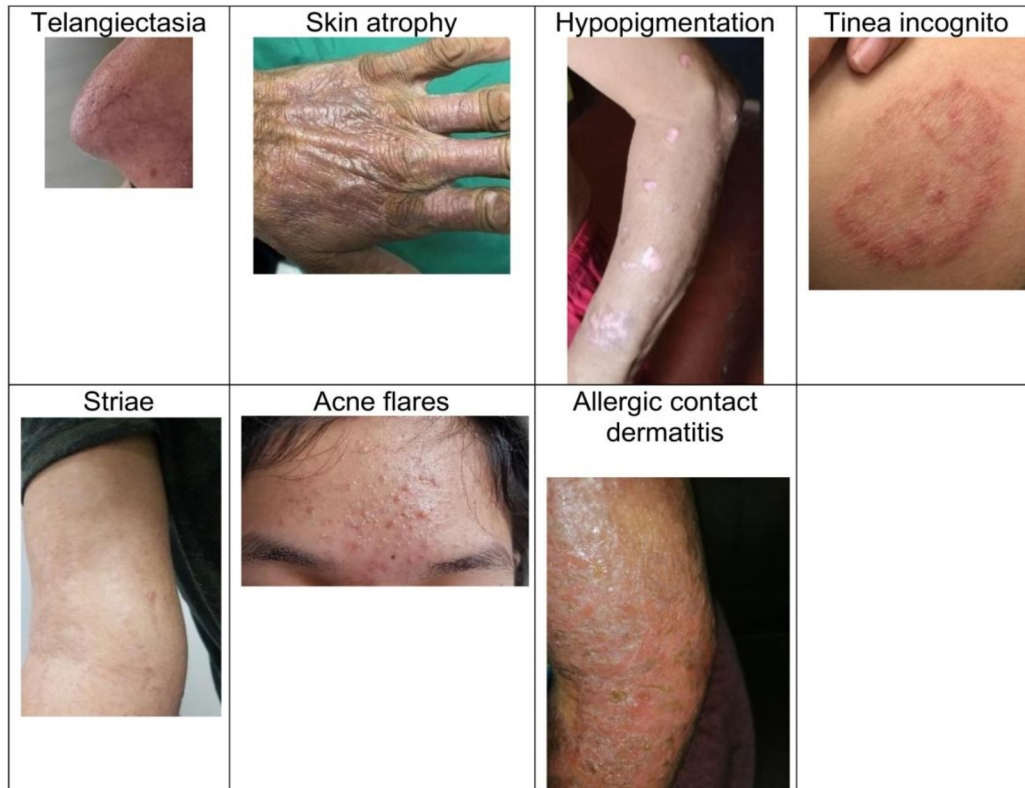 Telangiectasia
Skin atrophy
Hypopigmentation
Tinea incognito
Striae
Acne flares
Allergic contact
dermatitis